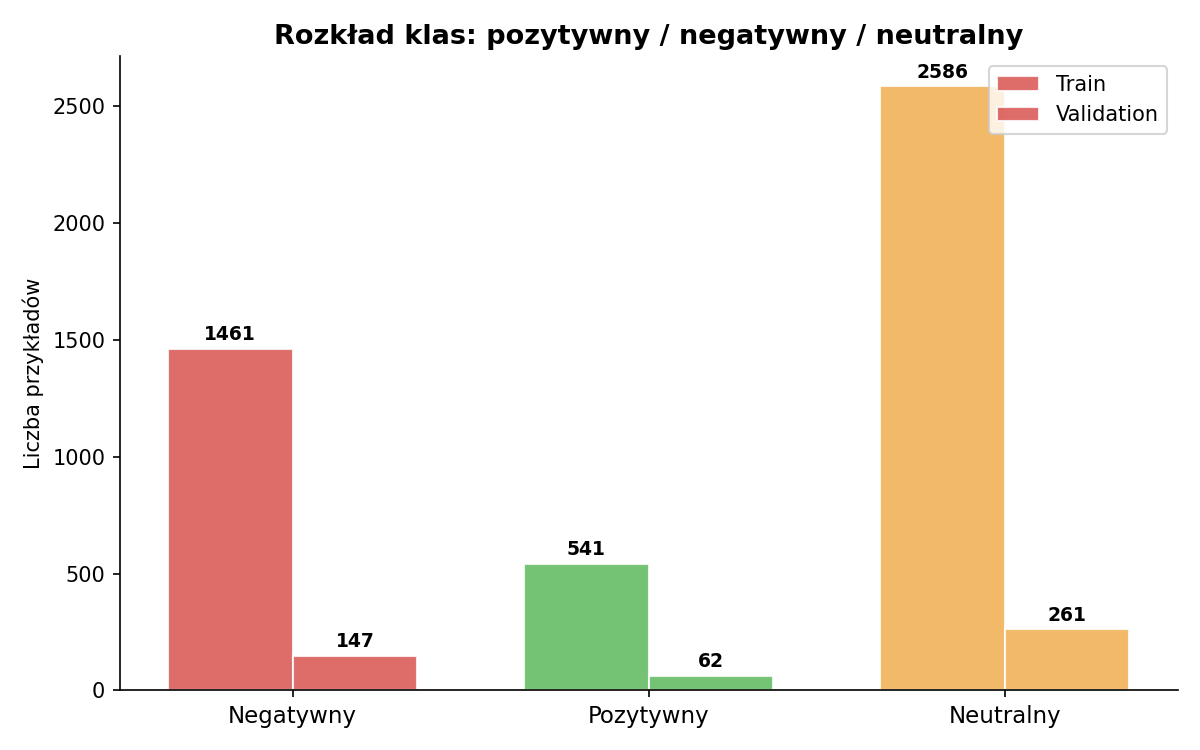 Rozkład klas: pozytywny / negatywny / neutralny
Train
Validation
Liczba przykładów
2500
2000
1500
1000
500
0
1461
147
541
62
2586
261
Negatywny
Pozytywny
Neutralny